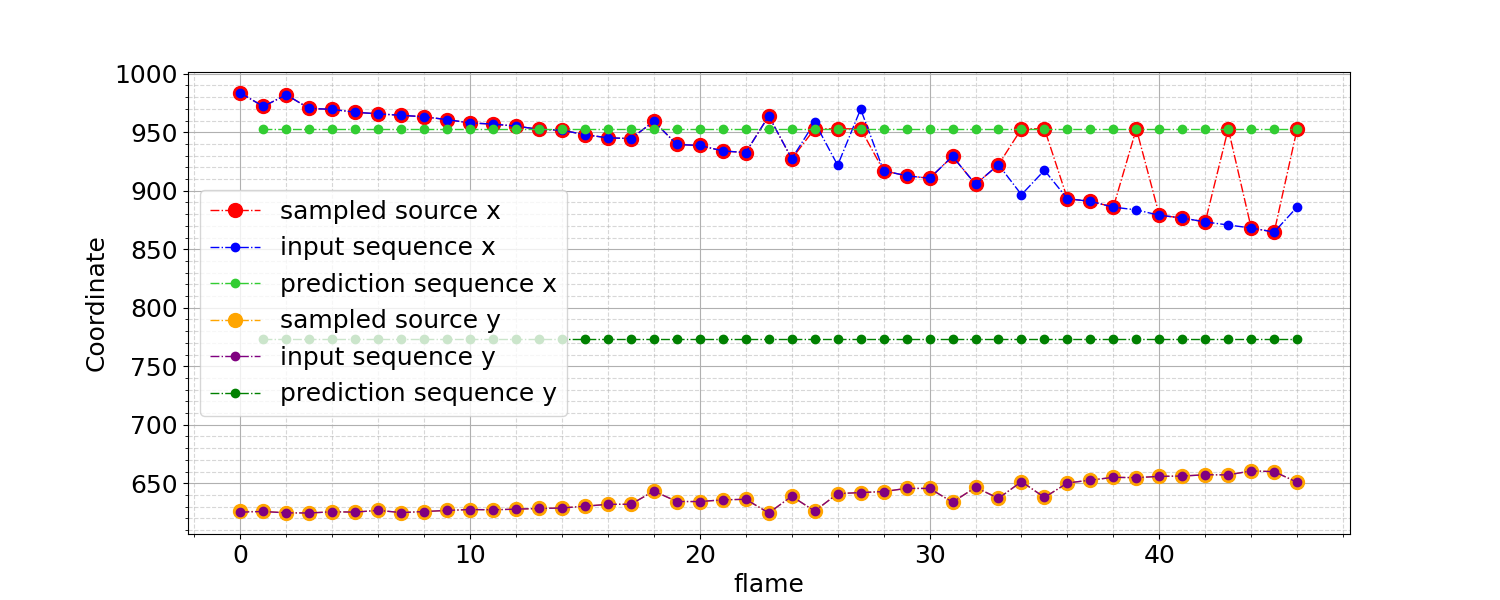 1000
950
900
850
800
750
700
650
Coordinate
sampled source x
input sequence x
prediction sequence x
sampled source y
input sequence y
prediction sequence y
0 10 20 30 40
flame